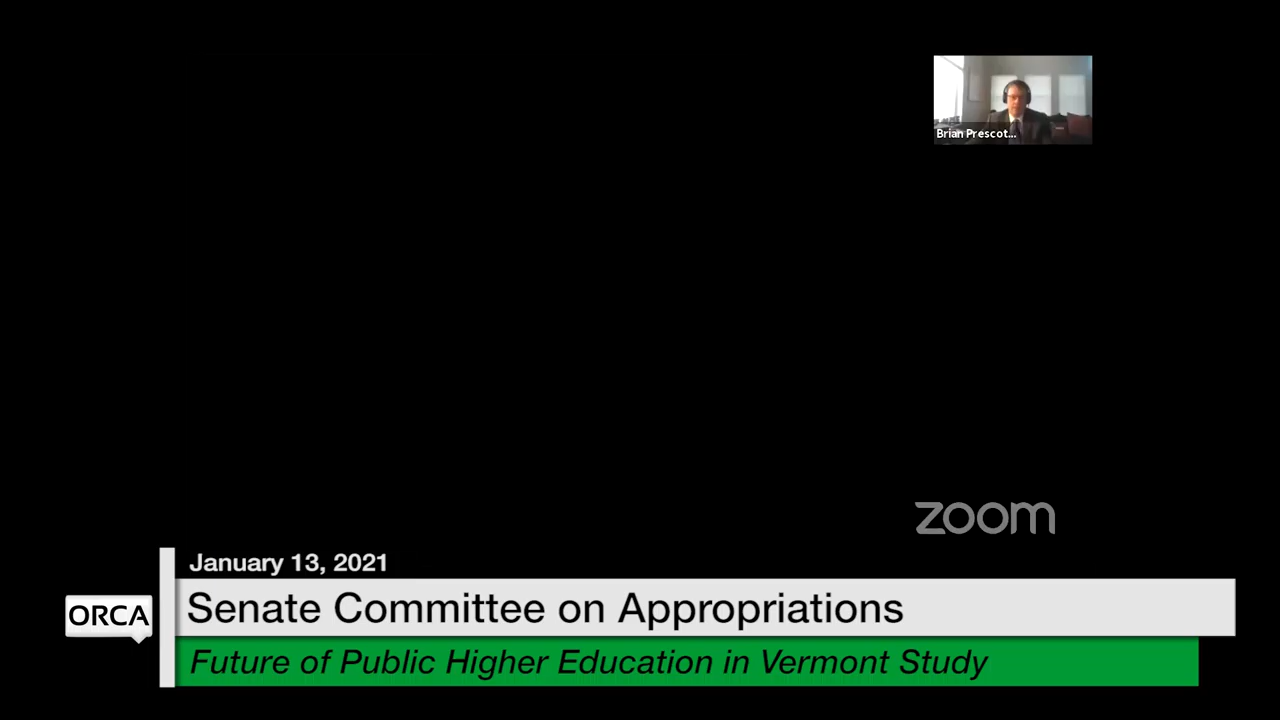 Brian Prescot...
zoom
January 13, 2021
Senate Committee on Appropriations
ORCA
Future of Public Higher Education in Vermont Study